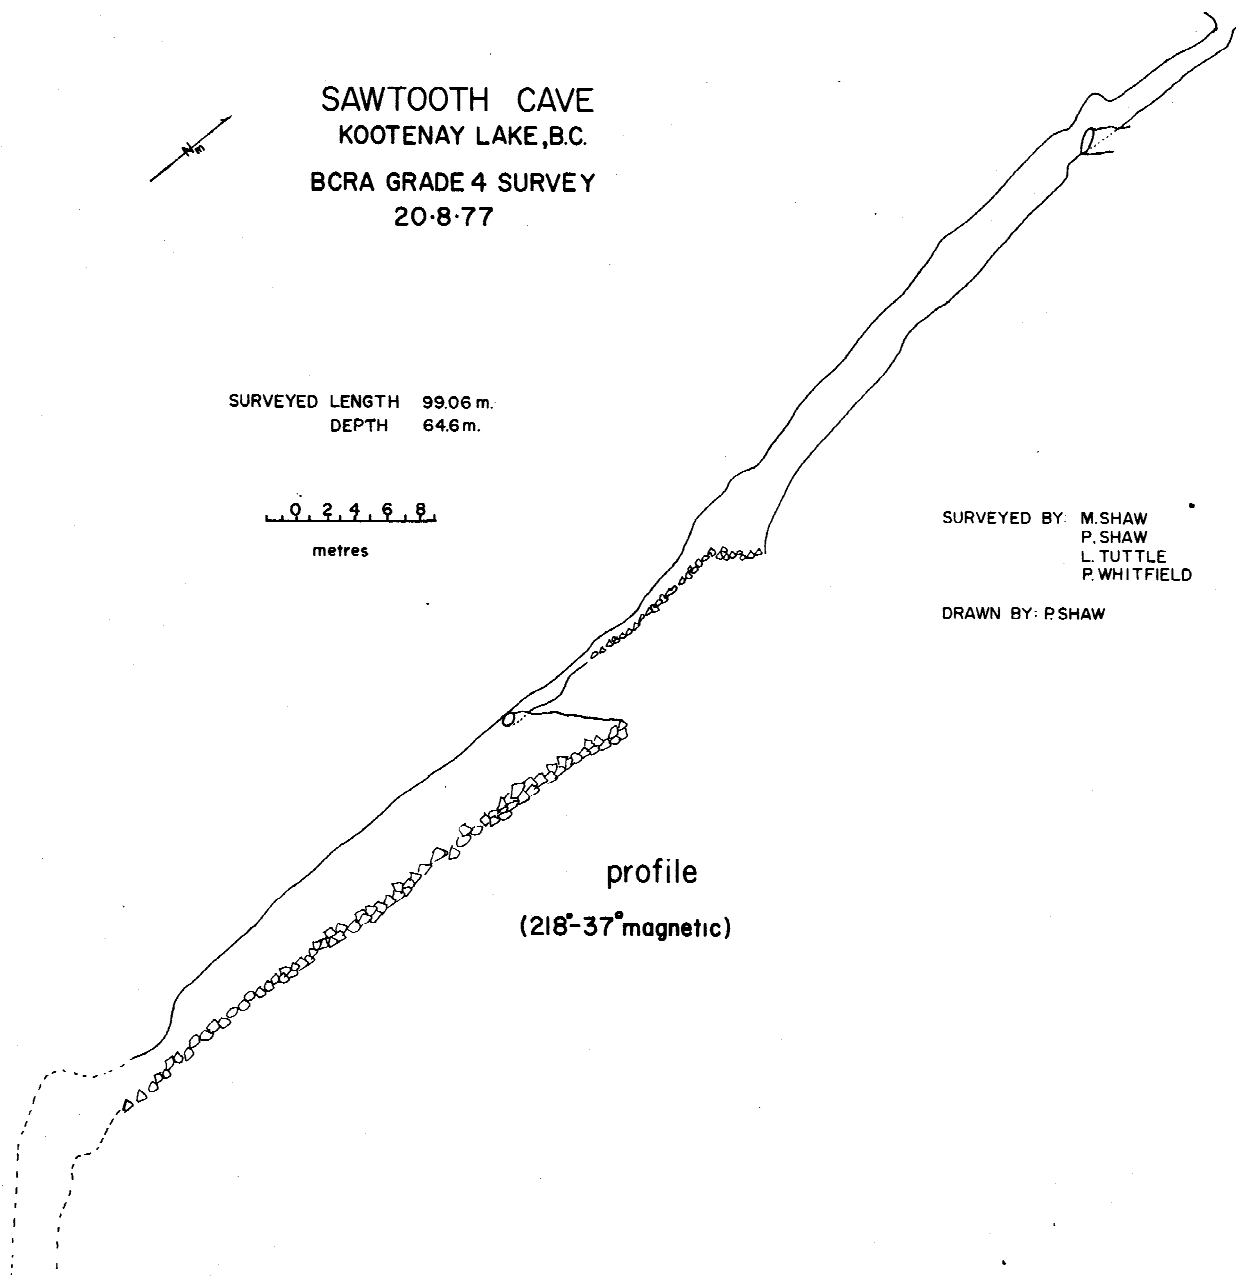 SAWTOOTH CAVE
KOOTENAY LAKE, B.C.
BCRA GRADE 4 SURVEY
20·8·77
Nm
SURVEYED LENGTH 99.06 m.
DEPTH 64.6 m.
0 2 4 6 8
metres
SURVEYED BY: M. SHAW
P. SHAW
L. TUTTLE
P. WHITFIELD
DRAWN BY: P. SHAW
profile
(218°-37° magnetic)